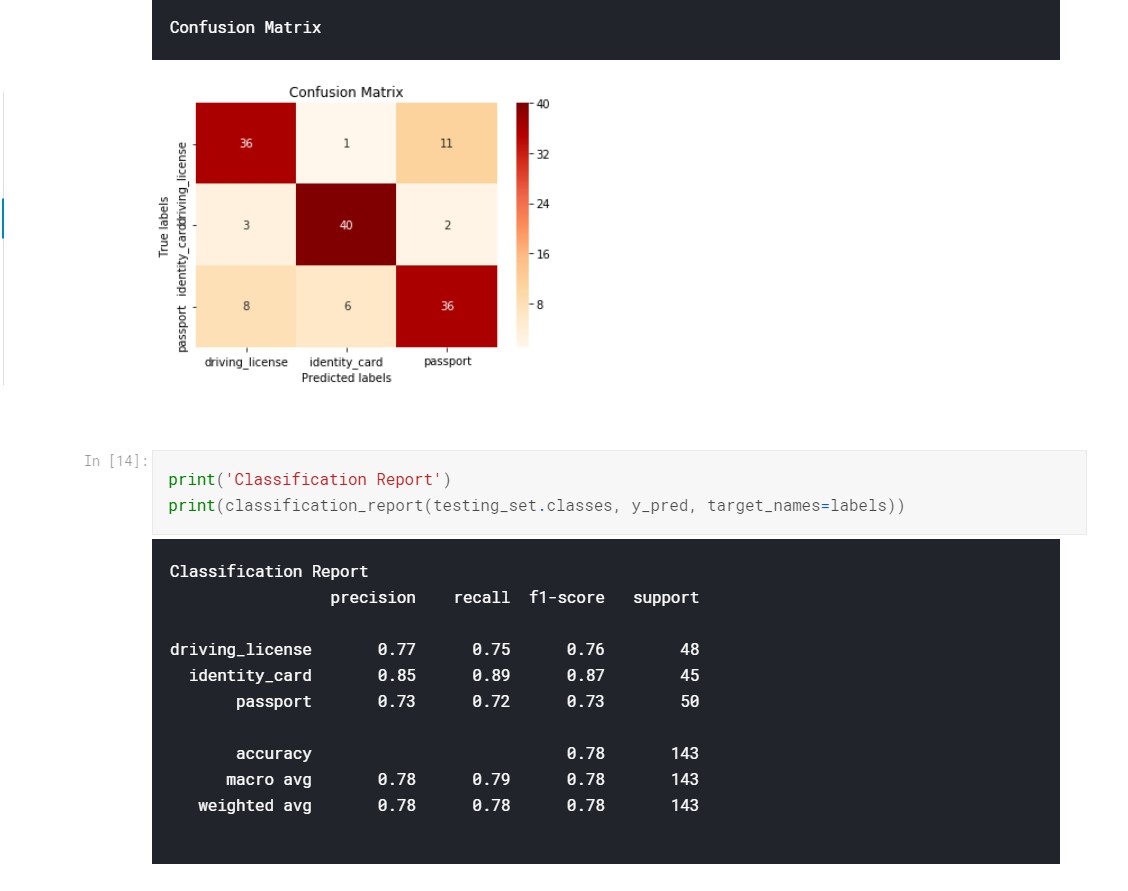 Confusion Matrix
Confusion Matrix
36 1 11
3 40 2
8 6 36
driving_license
identity_card
passport
True labels
driving_license identity_card passport
Predicted labels
40
32
24
16
8
In [14]:
print('Classification Report')
print(classification_report(testing_set.classes, y_pred, target_names=labels))
Classification Report
precision recall f1-score support
driving_license 0.77 0.75 0.76 48
identity_card 0.85 0.89 0.87 45
passport 0.73 0.72 0.73 50
accuracy 0.78 143
macro avg 0.78 0.79 0.78 143
weighted avg 0.78 0.78 0.78 143